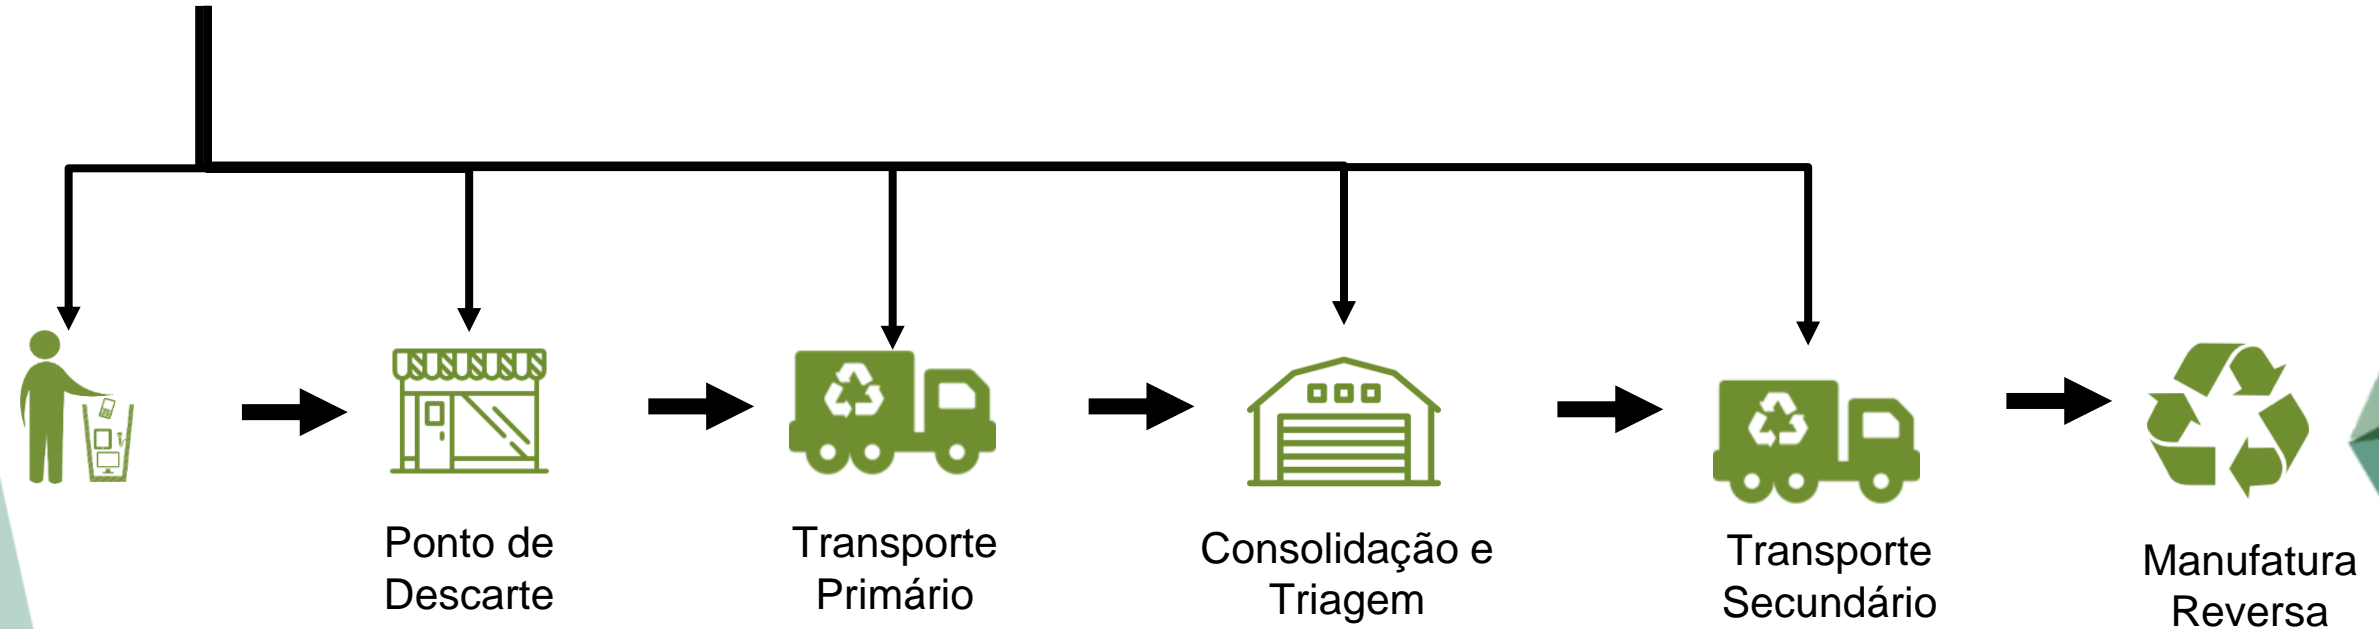 Ponto de
Descarte
Transporte
Primário
Consolidação e
Triagem
Transporte
Secundário
Manufatura
Reversa